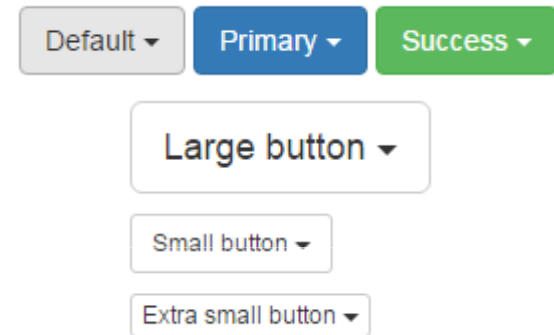 Default Primary Success
Large button
Small button
Extra small button